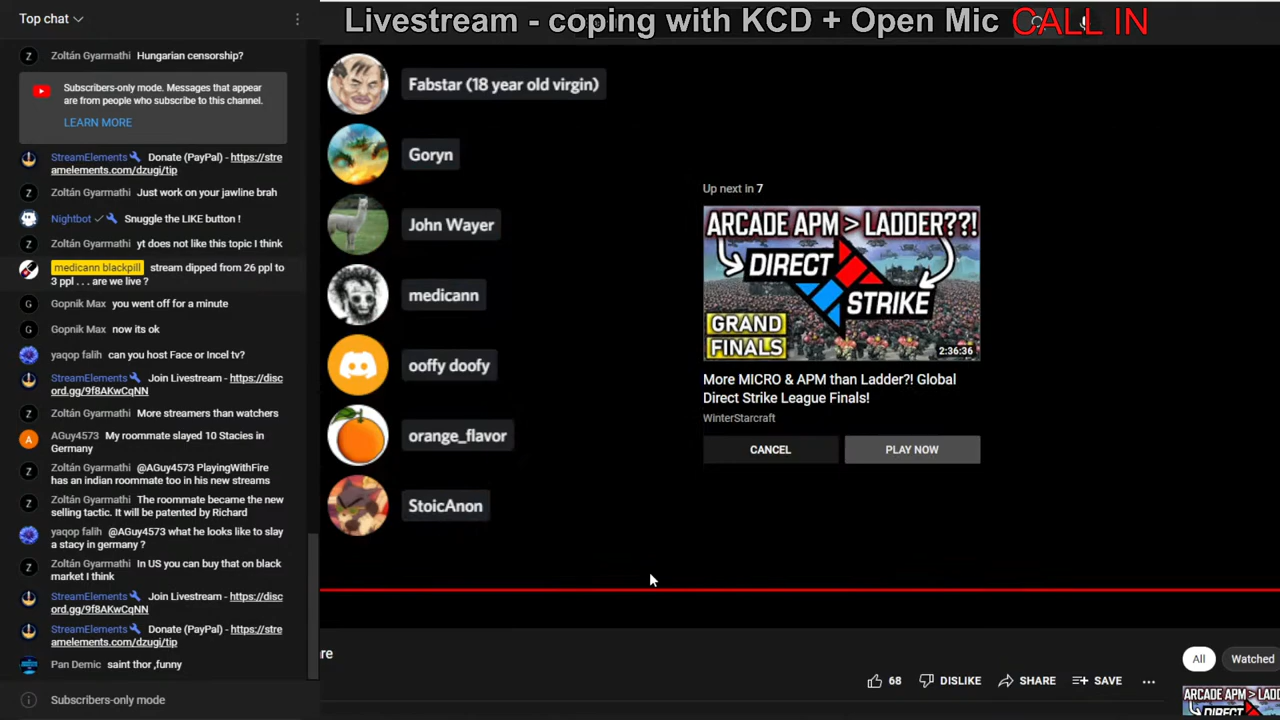 Livestream - coping with KCD + Open Mic CALL IN
Top chat
Zoltán Gyarmathi Hungarian censorship?
Subscribers-only mode. Messages that appear
are from people who subscribe to this channel.
LEARN MORE
StreamElements Donate (PayPal) - https://stre
amelements.com/dzugi/tip
Zoltán Gyarmathi Just work on your jawline brah
Nightbot Snuggle the LIKE button !
Zoltán Gyarmathi yt does not like this topic I think
medicann blackpill stream dipped from 26 ppl to
3 ppl . . . are we live ?
Gopnik Max you went off for a minute
Gopnik Max now its ok
yaqop falih can you host Face or Incel tv?
StreamElements Join Livestream - https://disc
ord.gg/9f8AKwCqNN
Zoltán Gyarmathi More streamers than watchers
AGuy4573 My roommate slayed 10 Stacies in
Germany
Zoltán Gyarmathi @AGuy4573 PlayingWithFire
has an indian roommate too in his new streams
Zoltán Gyarmathi The roommate became the new
selling tactic. It will be patented by Richard
yaqop falih @AGuy4573 what he looks like to slay
a stacy in germany ?
Zoltán Gyarmathi In US you can buy that on black
market I think
StreamElements Join Livestream - https://disc
ord.gg/9f8AKwCqNN
StreamElements Donate (PayPal) - https://stre
amelements.com/dzugi/tip
Pan Demic saint thor ,funny
Subscribers-only mode
Fabstar (18 year old virgin)
Goryn
John Wayer
medicann
ooffy doofy
orange_flavor
StoicAnon
Up next in 7
ARCADE APM > LADDER??!
DIRECT
STRIKE
GRAND
FINALS
2:36:36
More MICRO & APM than Ladder?! Global
Direct Strike League Finals!
WinterStarcraft
CANCEL
PLAY NOW
re
68
DISLIKE
SHARE
SAVE
All
Watched
ARCADE APM > LADD
DIRECT